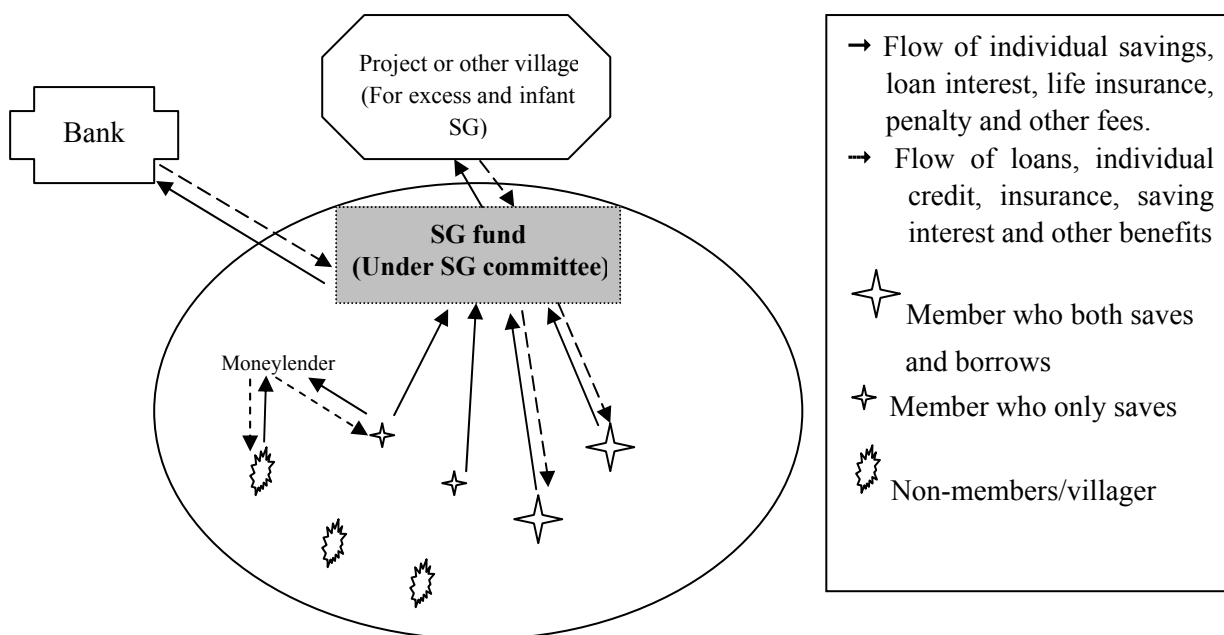 Project or other village
(For excess and infant
SG)
Bank
SG fund
(Under SG committee)
Moneylender
Flow of individual savings,
loan interest, life insurance,
penalty and other fees.
Flow of loans, individual
credit, insurance, saving
interest and other benefits
Member who both saves
and borrows
Member who only saves
Non-members/villager